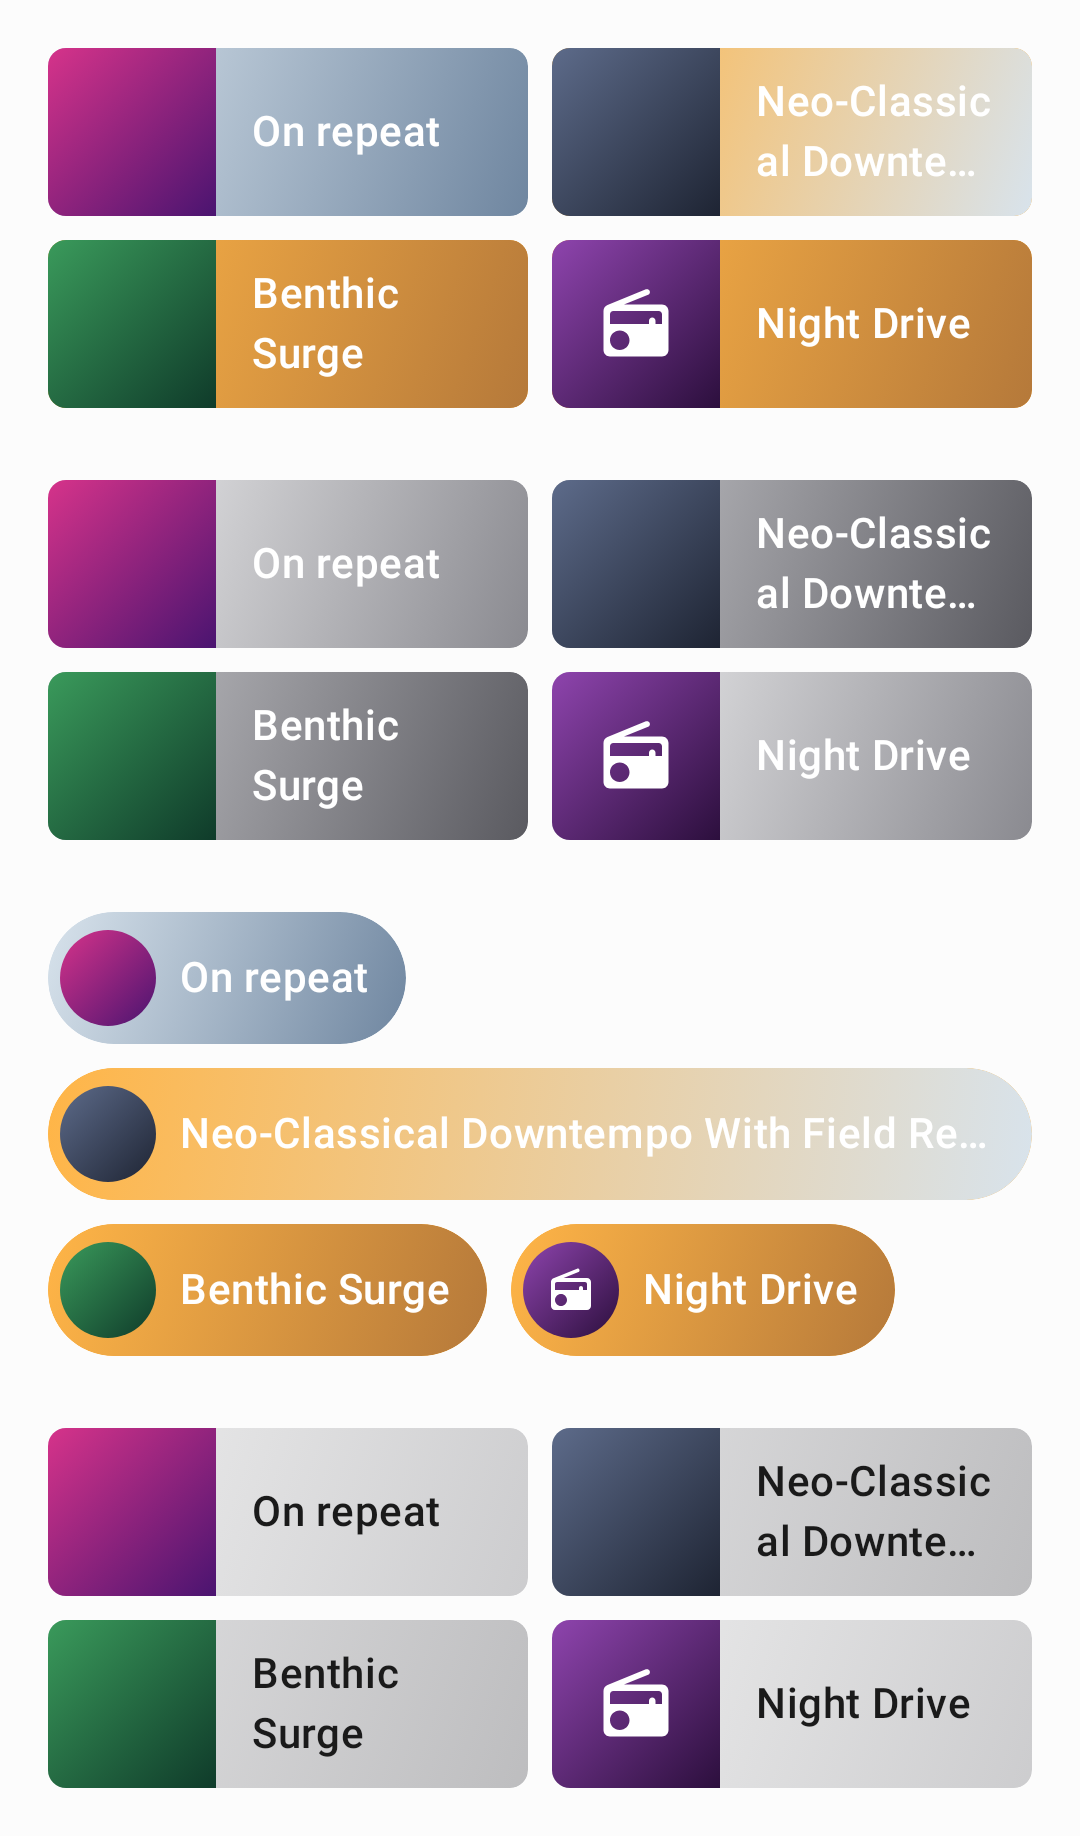 On repeat
Neo-Classic
al Downte...
Benthic
Surge
Night Drive
On repeat
Neo-Classic
al Downte...
Benthic
Surge
Night Drive
On repeat
Neo-Classical Downtempo With Field Re...
Benthic Surge
Night Drive
On repeat
Neo-Classic
al Downte...
Benthic
Surge
Night Drive